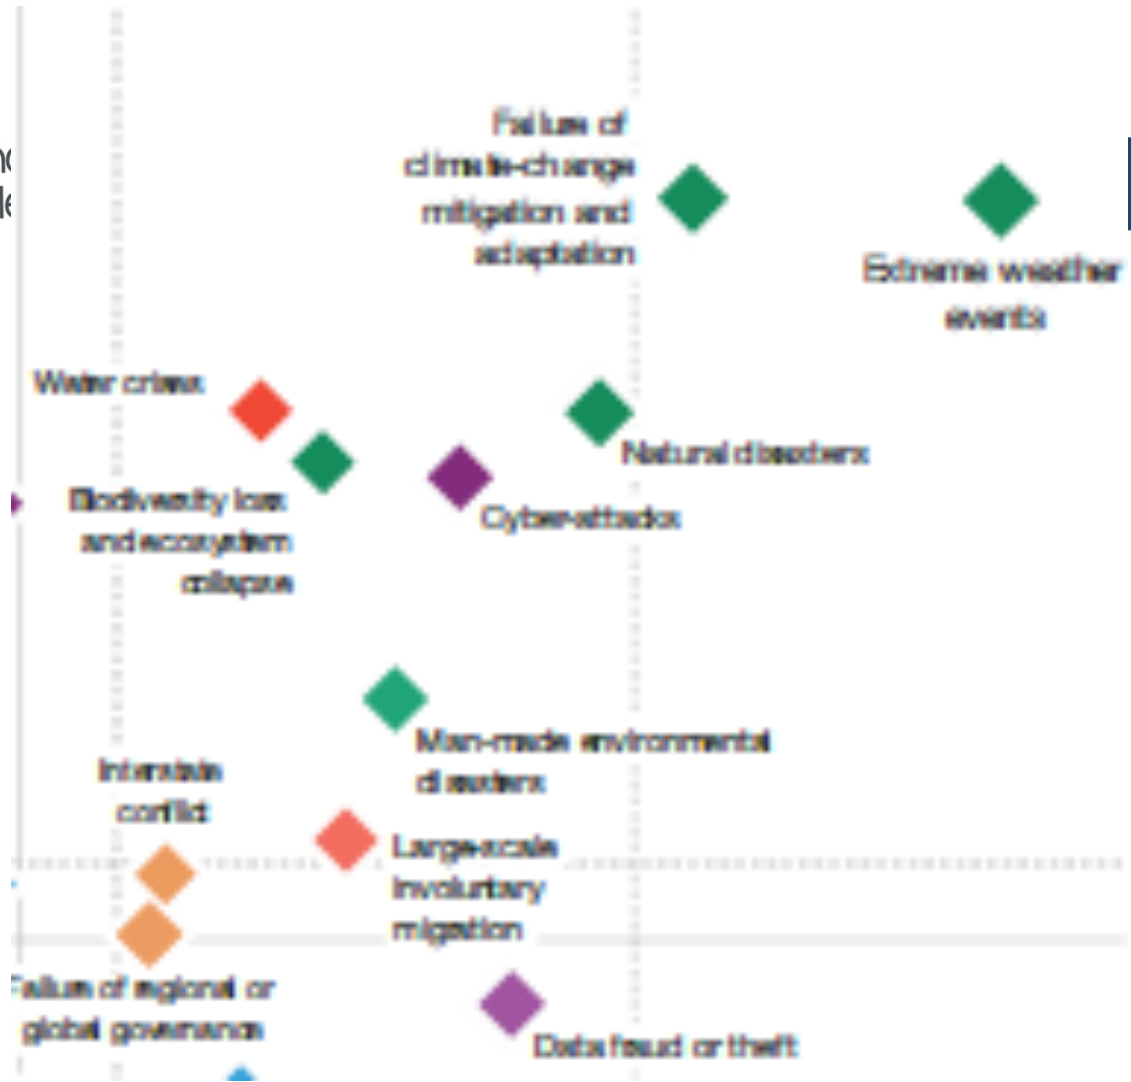 Failure of
climate-change
mitigation and
adaptation
Extreme weather
events
Water crises
Natural disasters
Biodiversity loss
and ecosystem
collapse
Cyber-attacks
Man-made environmental
disasters
Interstate
conflict
Large-scale
involuntary
migration
Failure of regional or
global governance
Data fraud or theft